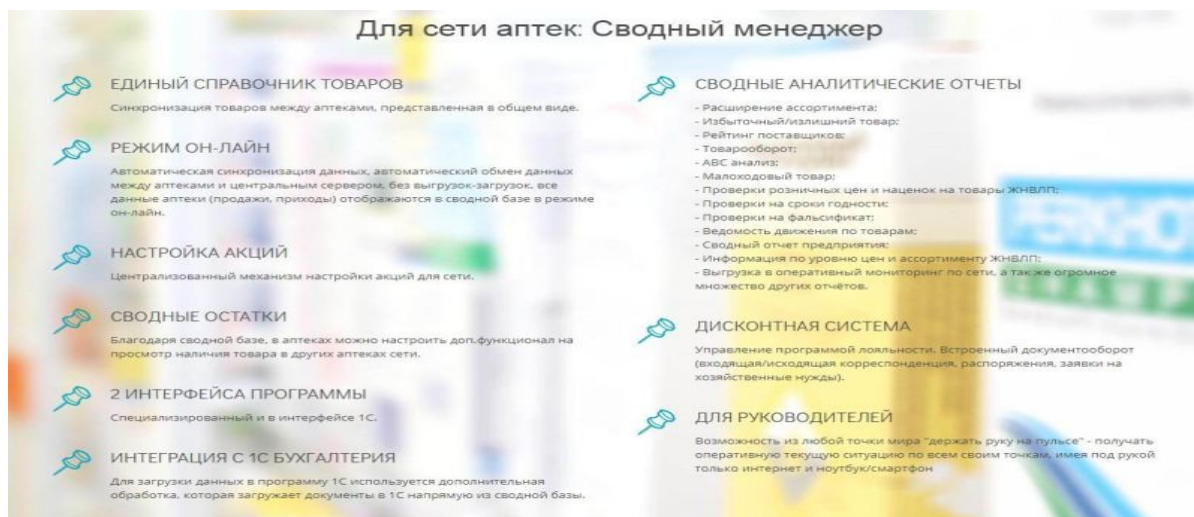 Для сети аптек: Сводный менеджер
ЕДИНЫЙ СПРАВОЧНИК ТОВАРОВ
Синхронизация товаров между аптеками, представленная в общем виде.
РЕЖИМ ОН-ЛАЙН
Автоматическая синхронизация данных, автоматический обмен данных
между аптеками и центральным сервером, без выгрузок-загрузок, все
данные аптеки (продажи, приходы) отображаются в сводной базе в режиме
он-лайн.
НАСТРОЙКА АКЦИЙ
Централизованный механизм настройки акций для сети.
СВОДНЫЕ ОСТАТКИ
Благодаря сводной базе, в аптеках можно настроить доп.функционал на
просмотр наличия товара в других аптеках сети.
2 ИНТЕРФЕЙСА ПРОГРАММЫ
Специализированный и в интерфейсе 1С.
ИНТЕГРАЦИЯ С 1С БУХГАЛТЕРИЯ
Для загрузки данных в программу 1С используется дополнительная
обработка, которая загружает документы в 1С напрямую из сводной базы.
СВОДНЫЕ АНАЛИТИЧЕСКИЕ ОТЧЕТЫ
- Расширение ассортимента;
- Избыточный/излишний товар;
- Рейтинг поставщиков;
- Товарооборот;
- ABC анализ;
- Малоходовый товар;
- Проверки розничных цен и наценок на товары ЖНВЛП;
- Проверки на сроки годности;
- Проверки на фальсификат;
- Ведомость движения по товарам;
- Сводный отчет предприятия;
- Информация по уровню цен и ассортименту ЖНВЛП;
- Выгрузка в оперативный мониторинг по сети, а так же огромное
множество других отчётов.
ДИСКОНТНАЯ СИСТЕМА
Управление программой лояльности. Встроенный документооборот
(входящая/исходящая корреспонденция, распоряжения, заявки на
хозяйственные нужды).
ДЛЯ РУКОВОДИТЕЛЕЙ
Возможность из любой точки мира "держать руку на пульсе" - получать
оперативную текущую ситуацию по всем своим точкам, имея под рукой
только интернет и ноутбук/смартфон